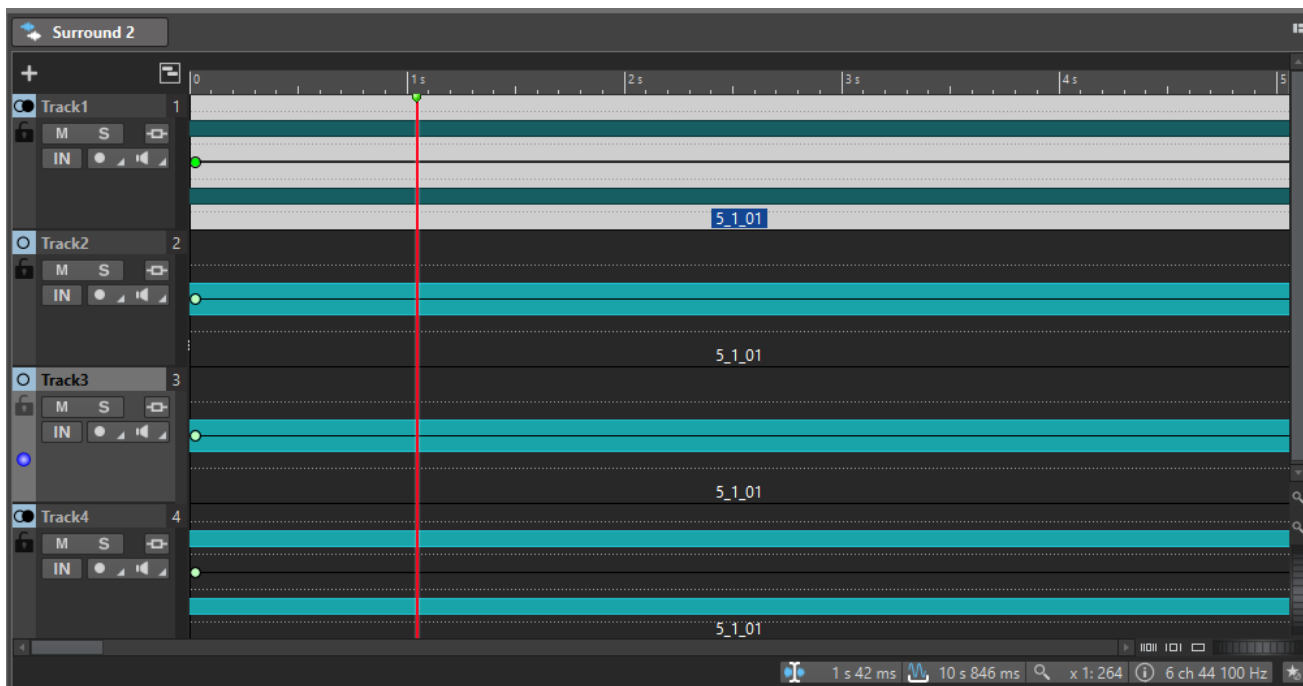 Surround 2
0 1 s 2 s 3 s 4 s 5
Track1 1
M S
IN
5_1_01
Track2 2
M S
IN
5_1_01
Track3 3
M S
IN
5_1_01
Track4 4
M S
IN
5_1_01
1 s 42 ms 10 s 846 ms x 1: 264 6 ch 44 100 Hz